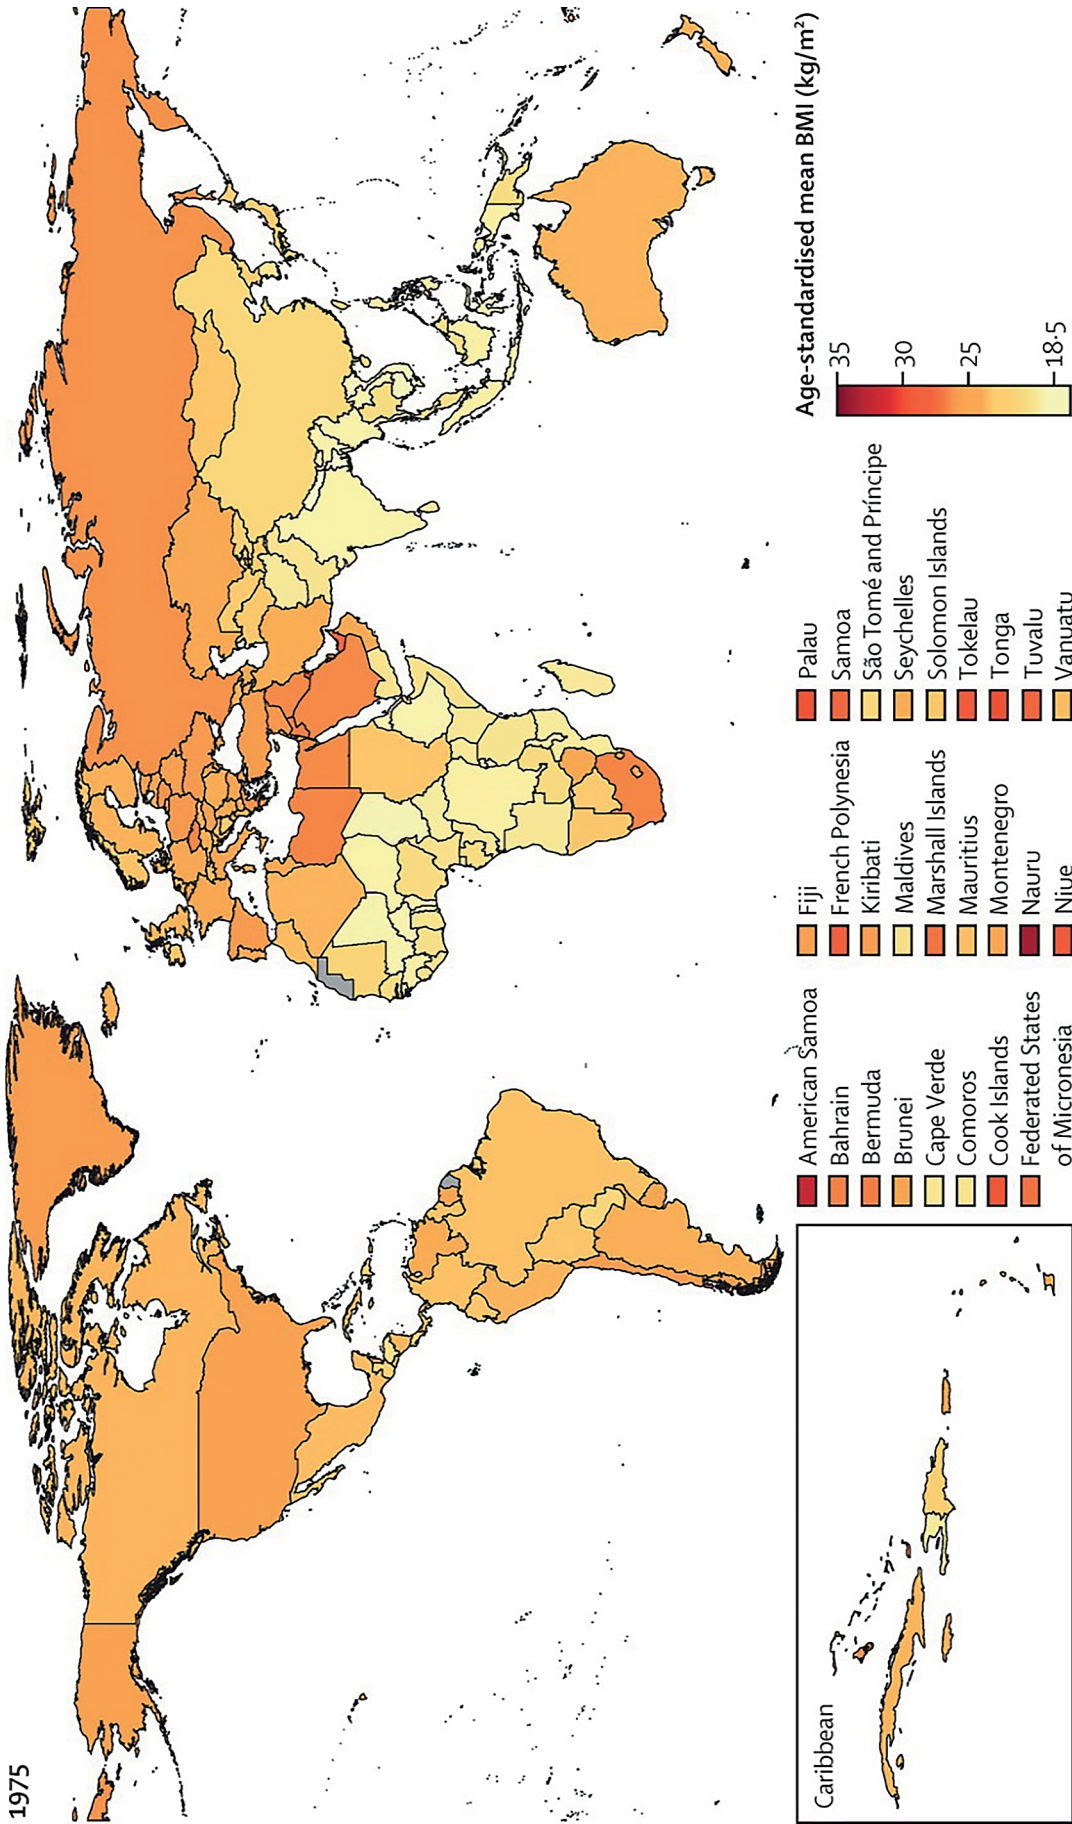 1975
Caribbean
American Samoa
Bahrain
Bermuda
Brunei
Cape Verde
Comoros
Cook Islands
Federated States
of Micronesia
Fiji
French Polynesia
Kiribati
Maldives
Marshall Islands
Mauritius
Montenegro
Nauru
Niue
Palau
Samoa
São Tomé and Príncipe
Seychelles
Solomon Islands
Tokelau
Tonga
Tuvalu
Vanuatu
Age-standardised mean BMI (kg/m²)
35
30
25
18·5